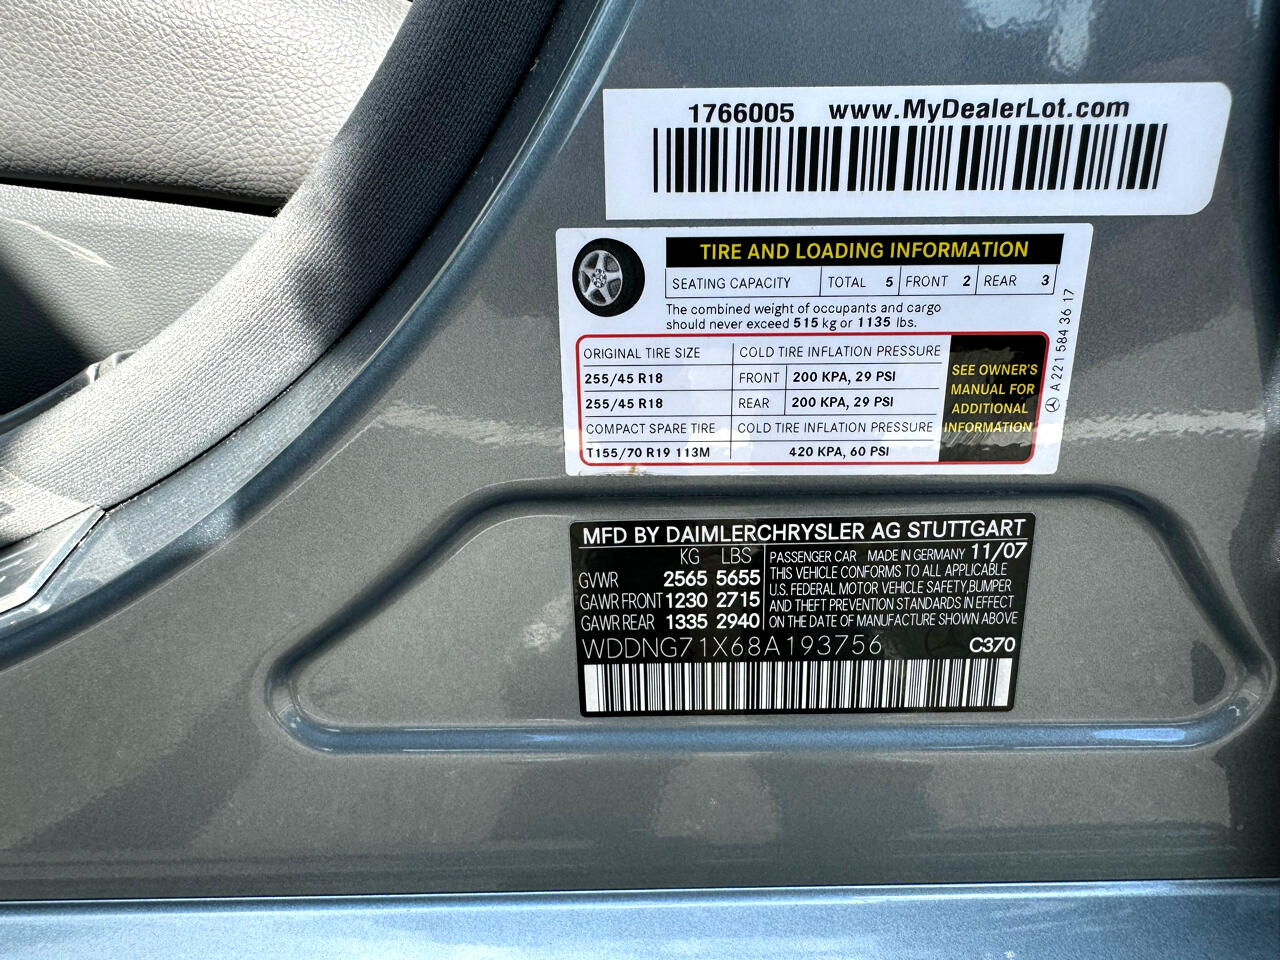 1766005 www.MyDealerLot.com
TIRE AND LOADING INFORMATION
SEATING CAPACITY TOTAL 5 FRONT 2 REAR 3
The combined weight of occupants and cargo
should never exceed 515 kg or 1135 lbs.
ORIGINAL TIRE SIZE COLD TIRE INFLATION PRESSURE
255/45 R18 FRONT 200 KPA, 29 PSI
255/45 R18 REAR 200 KPA, 29 PSI
COMPACT SPARE TIRE COLD TIRE INFLATION PRESSURE
T155/70 R19 113M 420 KPA, 60 PSI
SEE OWNER'S
MANUAL FOR
ADDITIONAL
INFORMATION
A 221 584 36 17
MFD BY DAIMLERCHRYSLER AG STUTTGART
KG LBS
GVWR 2565 5655
GAWR FRONT 1230 2715
GAWR REAR 1335 2940
PASSENGER CAR MADE IN GERMANY 11/07
THIS VEHICLE CONFORMS TO ALL APPLICABLE
U.S. FEDERAL MOTOR VEHICLE SAFETY,BUMPER
AND THEFT PREVENTION STANDARDS IN EFFECT
ON THE DATE OF MANUFACTURE SHOWN ABOVE
WDDNG71X68A193756 C370